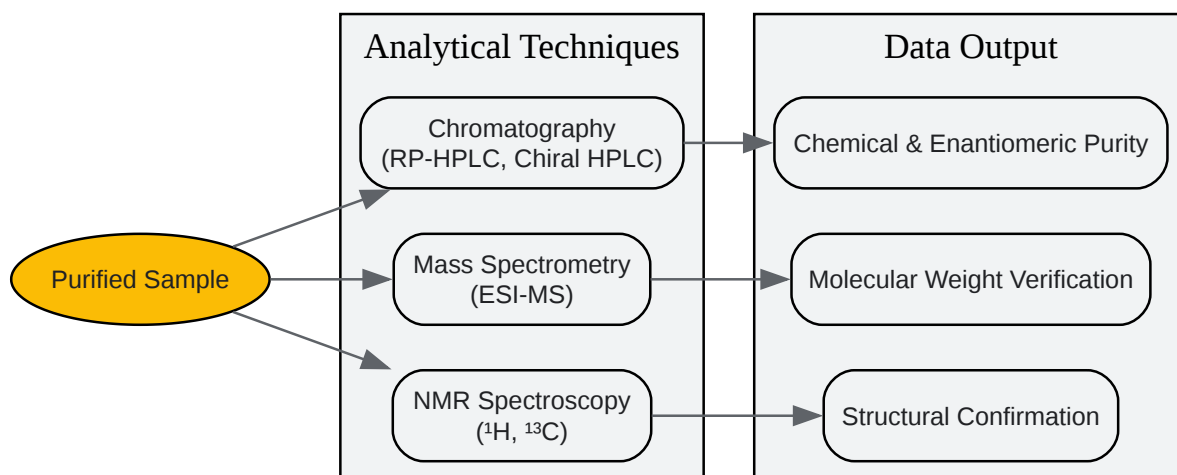 Analytical Techniques
Data Output
Chromatography
(RP-HPLC, Chiral HPLC)
Chemical & Enantiomeric Purity
Purified Sample
Mass Spectrometry
(ESI-MS)
Molecular Weight Verification
NMR Spectroscopy
(¹H, ¹³C)
Structural Confirmation